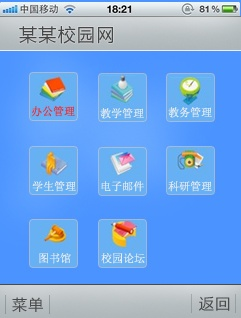 中国移动 18:21 81%
某某校园网
办公管理 教学管理 教务管理
学生管理 电子邮件 科研管理
图书馆 校园论坛
菜单 返回